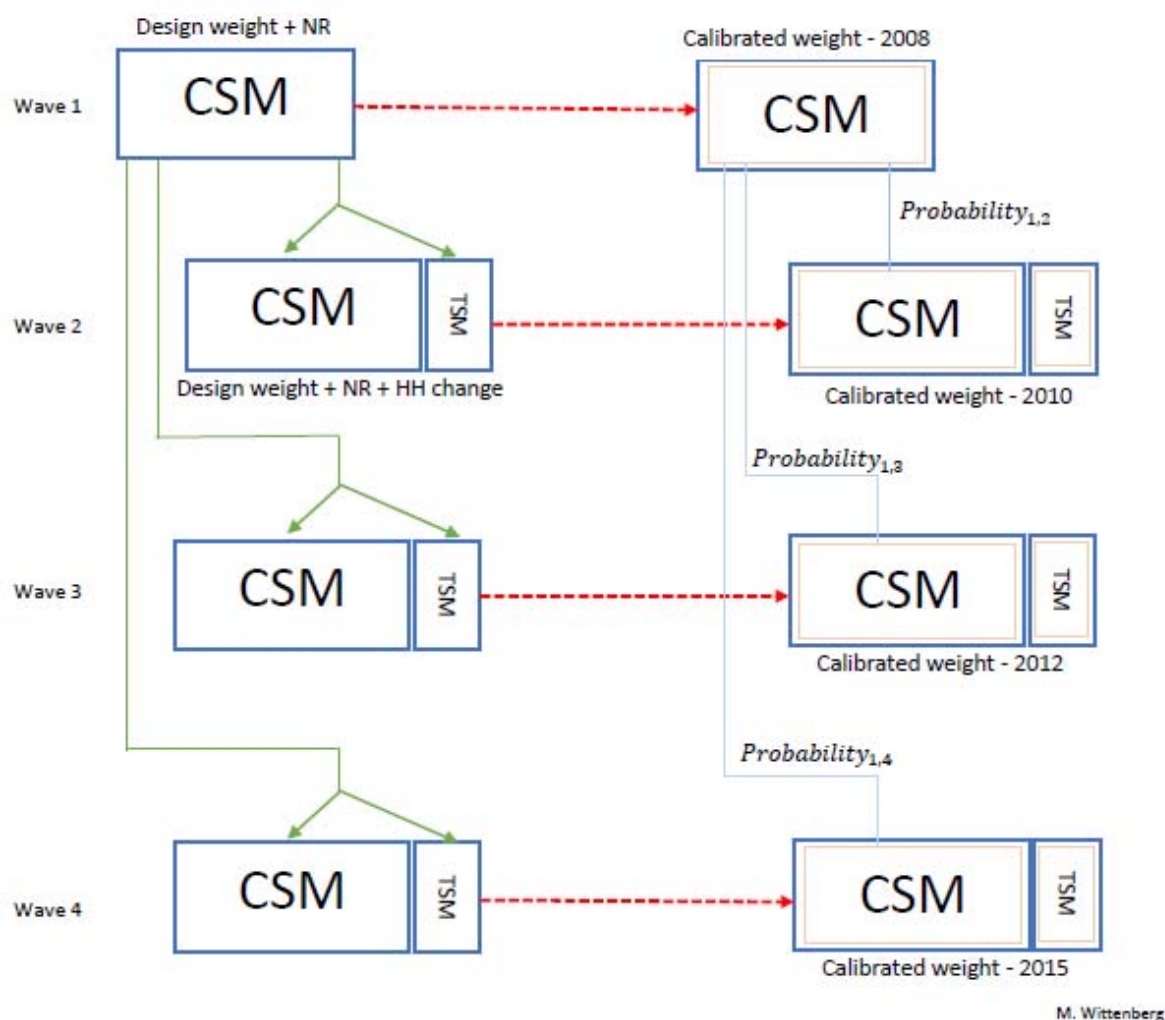 Design weight + NR
Calibrated weight - 2008
Wave 1
CSM
CSM
Probability1,2
Wave 2
CSM
TSM
CSM
TSM
Design weight + NR + HH change
Calibrated weight - 2010
Probability1,3
Wave 3
CSM
TSM
CSM
TSM
Calibrated weight - 2012
Probability1,4
Wave 4
CSM
TSM
CSM
TSM
Calibrated weight - 2015
M. Wittenberg